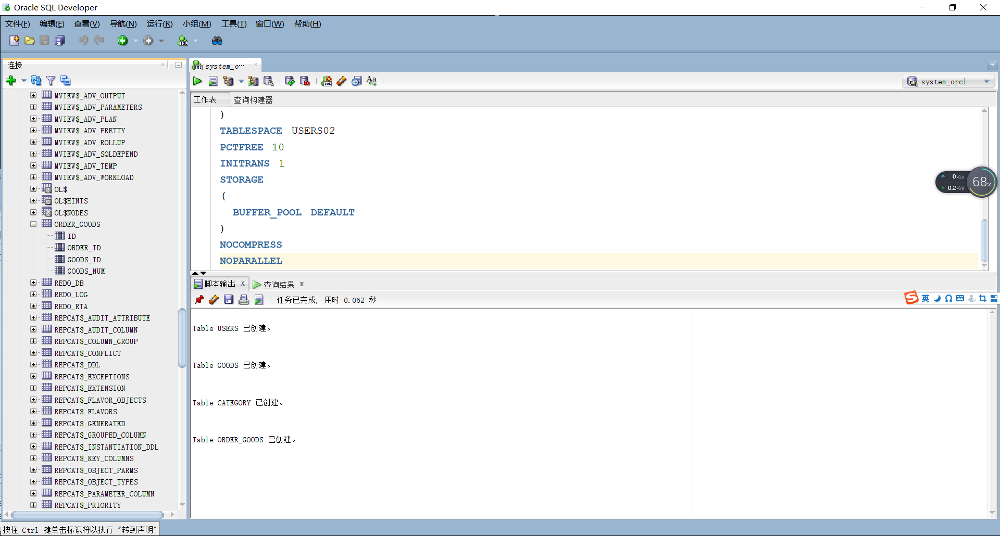 Oracle SQL Developer
文件(F) 编辑(E) 查看(V) 导航(N) 运行(R) 小组(M) 工具(T) 窗口(W) 帮助(H)
连接
MVIEW$_ADV_OUTPUT
MVIEW$_ADV_PARAMETERS
MVIEW$_ADV_PLAN
MVIEW$_ADV_PRETTY
MVIEW$_ADV_ROLLUP
MVIEW$_ADV_SQLDEPEND
MVIEW$_ADV_TEMP
MVIEW$_ADV_WORKLOAD
OL$
OL$HINTS
OL$NODES
ORDER_GOODS
ID
ORDER_ID
GOODS_ID
GOODS_NUM
REDO_DB
REDO_LOG
REDO_RTA
REPCAT$_AUDIT_ATTRIBUTE
REPCAT$_AUDIT_COLUMN
REPCAT$_COLUMN_GROUP
REPCAT$_CONFLICT
REPCAT$_DDL
REPCAT$_EXCEPTIONS
REPCAT$_EXTENSION
REPCAT$_FLAVOR_OBJECTS
REPCAT$_FLAVORS
REPCAT$_GENERATED
REPCAT$_GROUPED_COLUMN
REPCAT$_INSTANTIATION_DDL
REPCAT$_KEY_COLUMNS
REPCAT$_OBJECT_PARMS
REPCAT$_OBJECT_TYPES
REPCAT$_PARAMETER_COLUMN
REPCAT$_PRIORITY
system_o…
system_orcl
工作表 查询构建器
)
TABLESPACE USERS02
PCTFREE 10
INITRANS 1
STORAGE
(
BUFFER_POOL DEFAULT
)
NOCOMPRESS
NOPARALLEL
0K/s
0.2K/s
68%
脚本输出 x 查询结果 x
任务已完成, 用时 0.062 秒
英
Table USERS 已创建。
Table GOODS 已创建。
Table CATEGORY 已创建。
Table ORDER_GOODS 已创建。
按住 Ctrl 键单击标识符以执行 "转到声明"